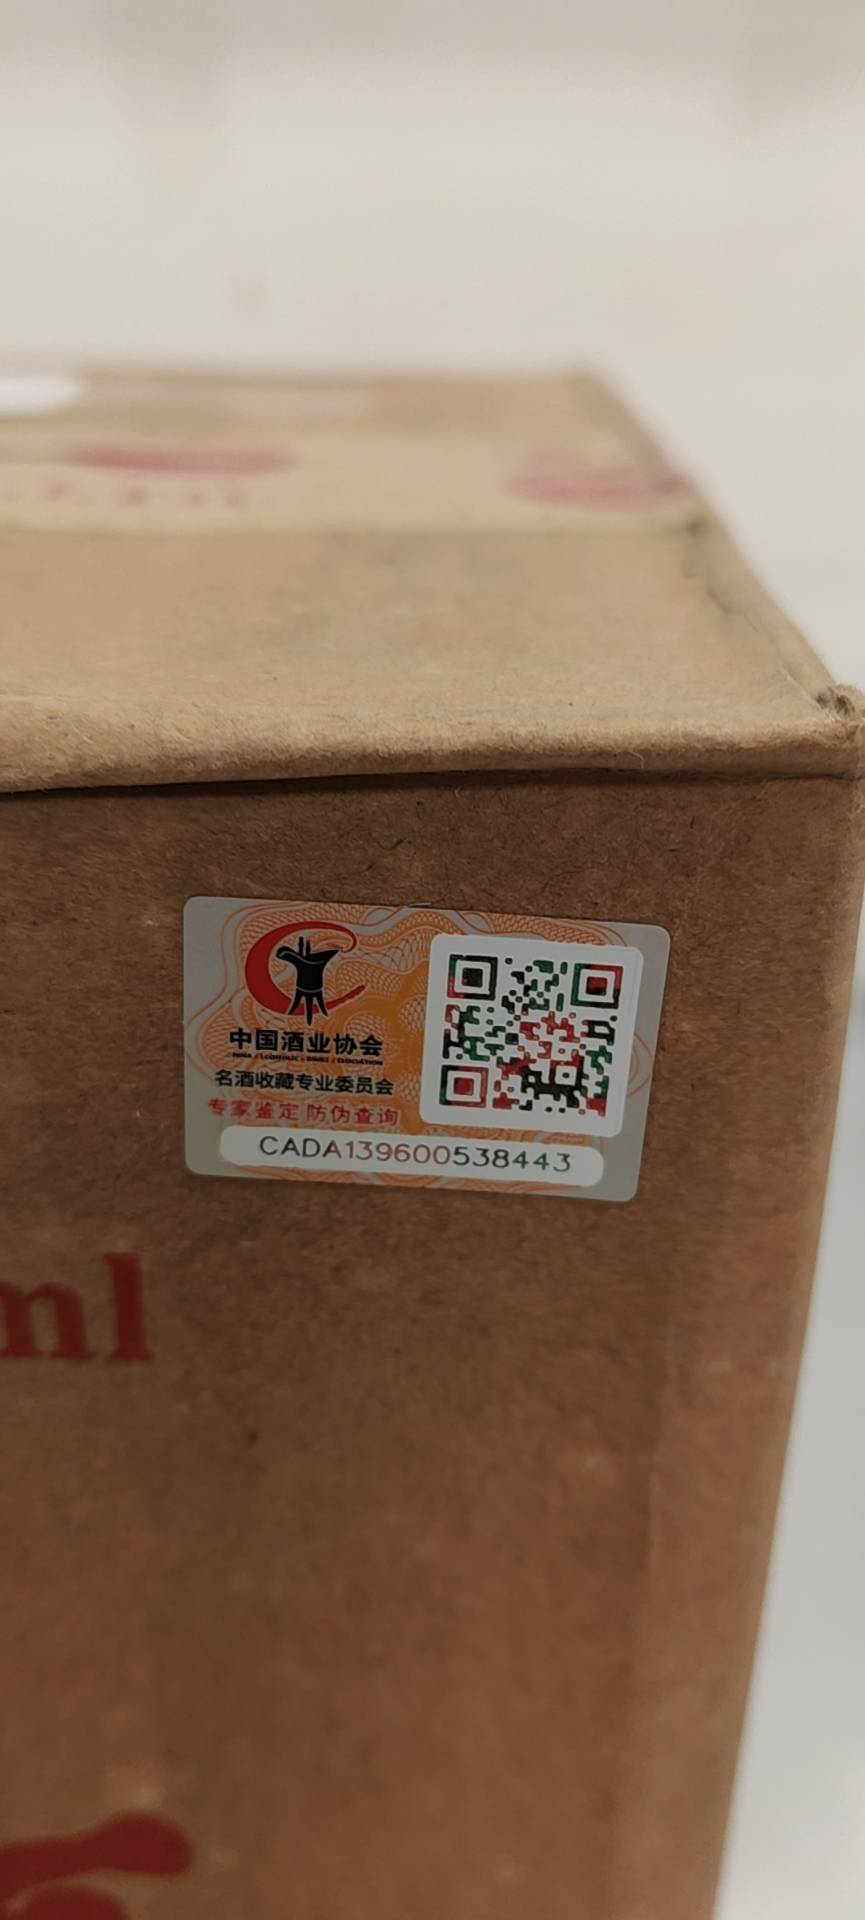 中国酒业协会
名酒收藏专业委员会
专家鉴定 防伪查询
CADA139600538443
ml